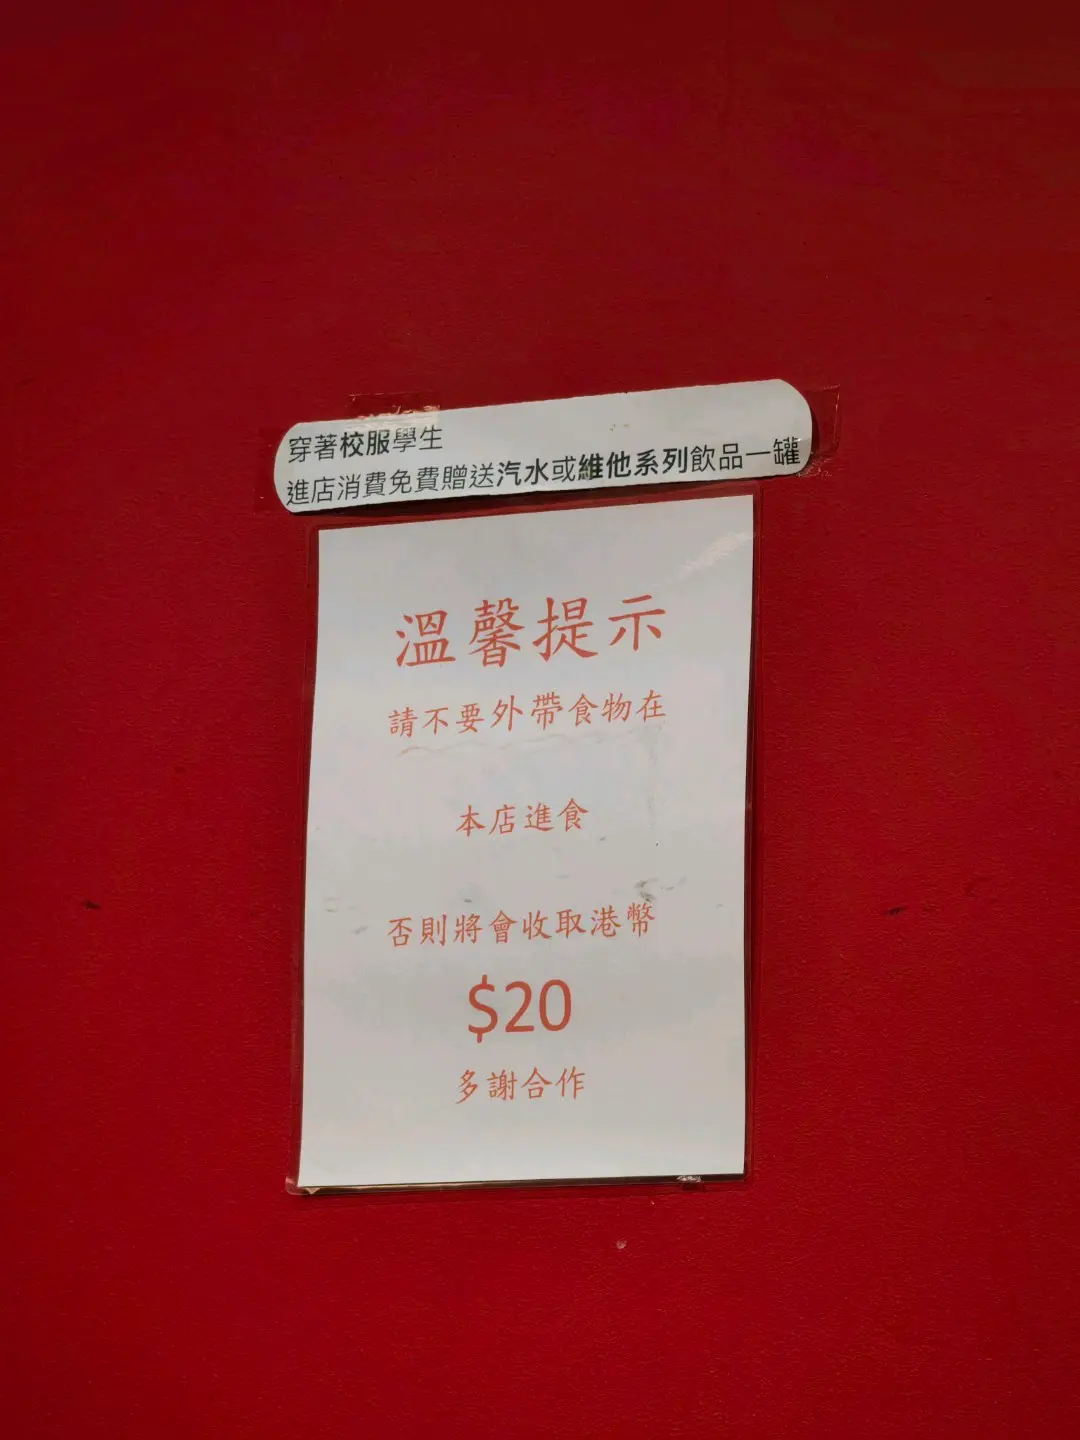 穿著校服學生
進店消費免費贈送汽水或維他系列飲品一罐
溫馨提示
請不要外帶食物在
本店進食
否則將會收取港幣
$20
多謝合作